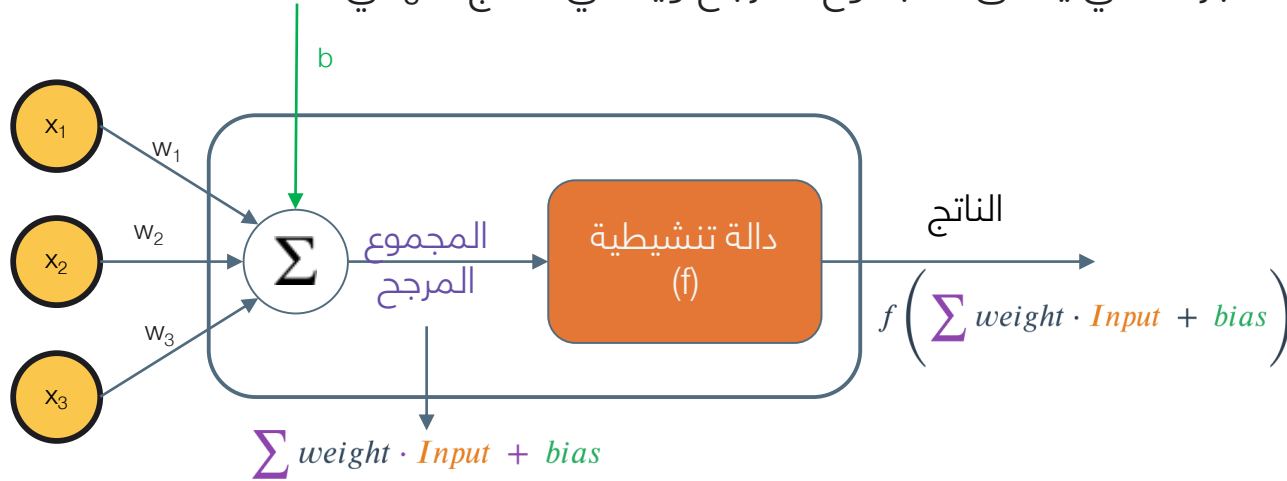 b
x₁
w₁
x₂
w₂
x₃
w₃
Σ
المجموع
المرجح
دالة تنشيطية
(f)
الناتج
f(∑ weight · Input + bias)
∑ weight · Input + bias